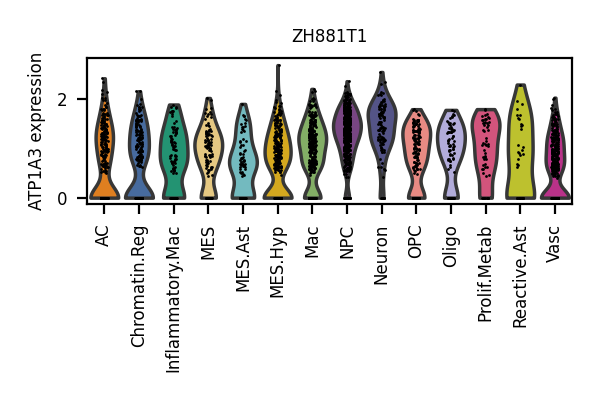 ZH881T1
ATP1A3 expression
2
0
AC
Chromatin.Reg
Inflammatory.Mac
MES
MES.Ast
MES.Hyp
Mac
NPC
Neuron
OPC
Oligo
Prolif.Metab
Reactive.Ast
Vasc